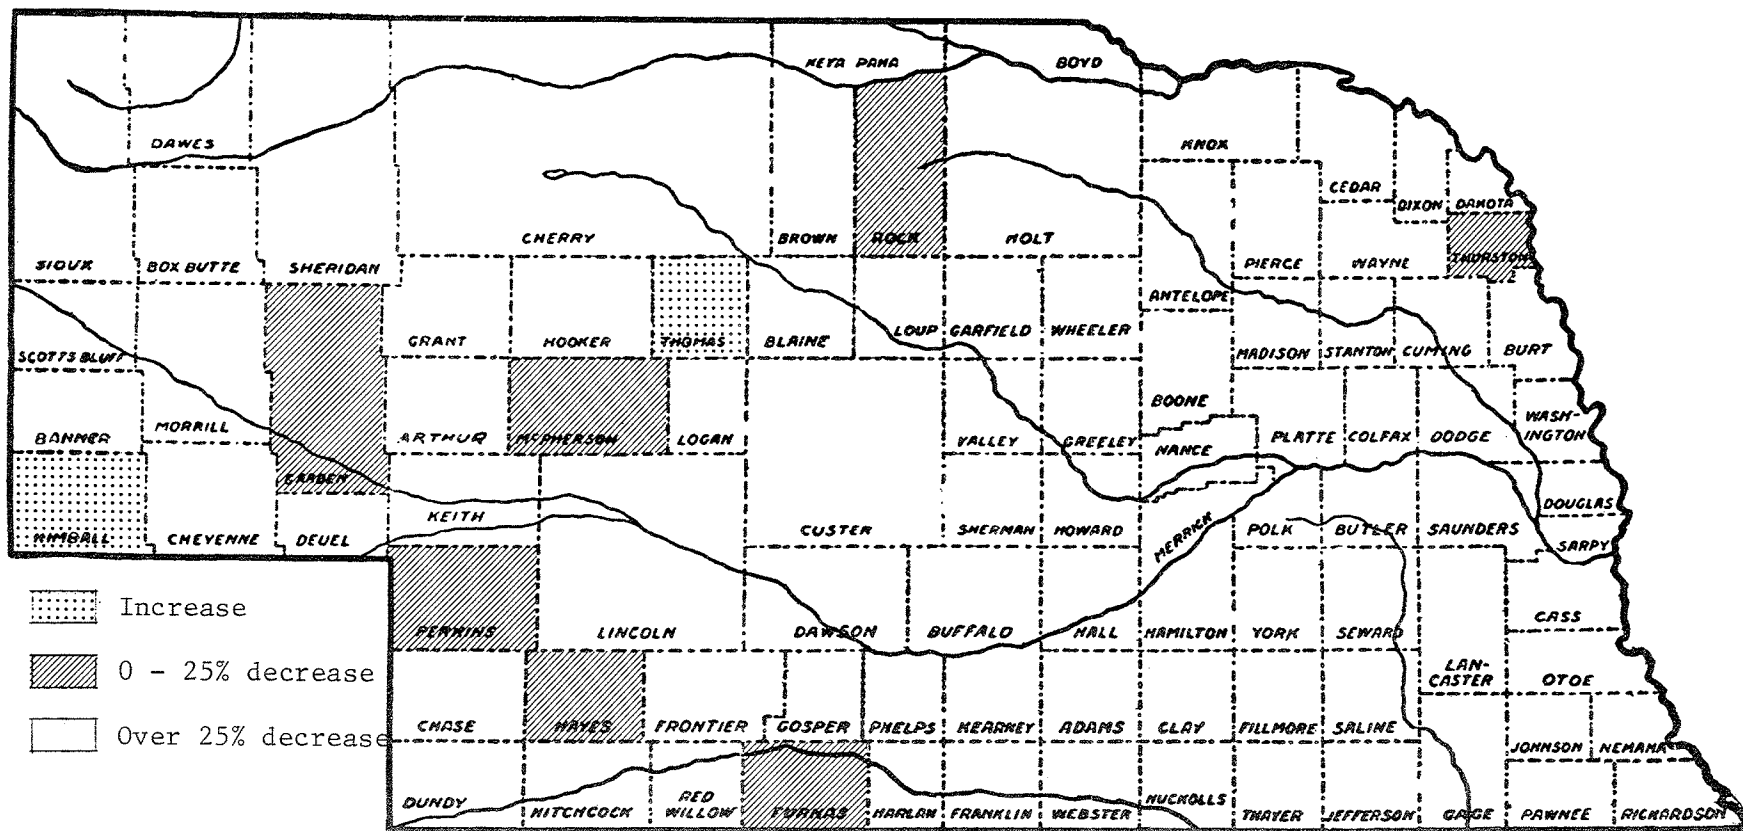 KEYA PAHA
BOYD
DAWES
KNOX
CEDAR
DIXON
DAKOTA
CHERRY
BROWN
ROCK
HOLT
SIOUX
BOX BUTTE
SHERIDAN
PIERCE
WAYNE
THURSTON
ANTELOPE
GRANT
HOOKER
THOMAS
BLAINE
LOUP
GARFIELD
WHEELER
SCOTTS BLUFF
MADISON
STANTON
CUMING
BURT
BOONE
WASH-
INGTON
BANNER
MORRILL
ARTHUR
McPHERSON
LOGAN
VALLEY
GREELEY
NANCE
PLATTE
COLFAX
DODGE
GARDEN
DOUGLAS
KIMBALL
CHEYENNE
DEUEL
KEITH
CUSTER
SHERMAN
HOWARD
MERRICK
POLK
BUTLER
SAUNDERS
SARPY
Increase
CASS
PERKINS
LINCOLN
DAWSON
BUFFALO
HALL
HAMILTON
YORK
SEWARD
0 - 25% decrease
LAN-
CASTER
OTOE
Over 25% decrease
CHASE
HAYES
FRONTIER
GOSPER
PHELPS
KEARNEY
ADAMS
CLAY
FILLMORE
SALINE
JOHNSON
NEMAHA
DUNDY
HITCHCOCK
RED
WILLOW
FURNAS
HARLAN
FRANKLIN
WEBSTER
NUCKOLLS
THAYER
JEFFERSON
GAGE
PAWNEE
RICHARDSON